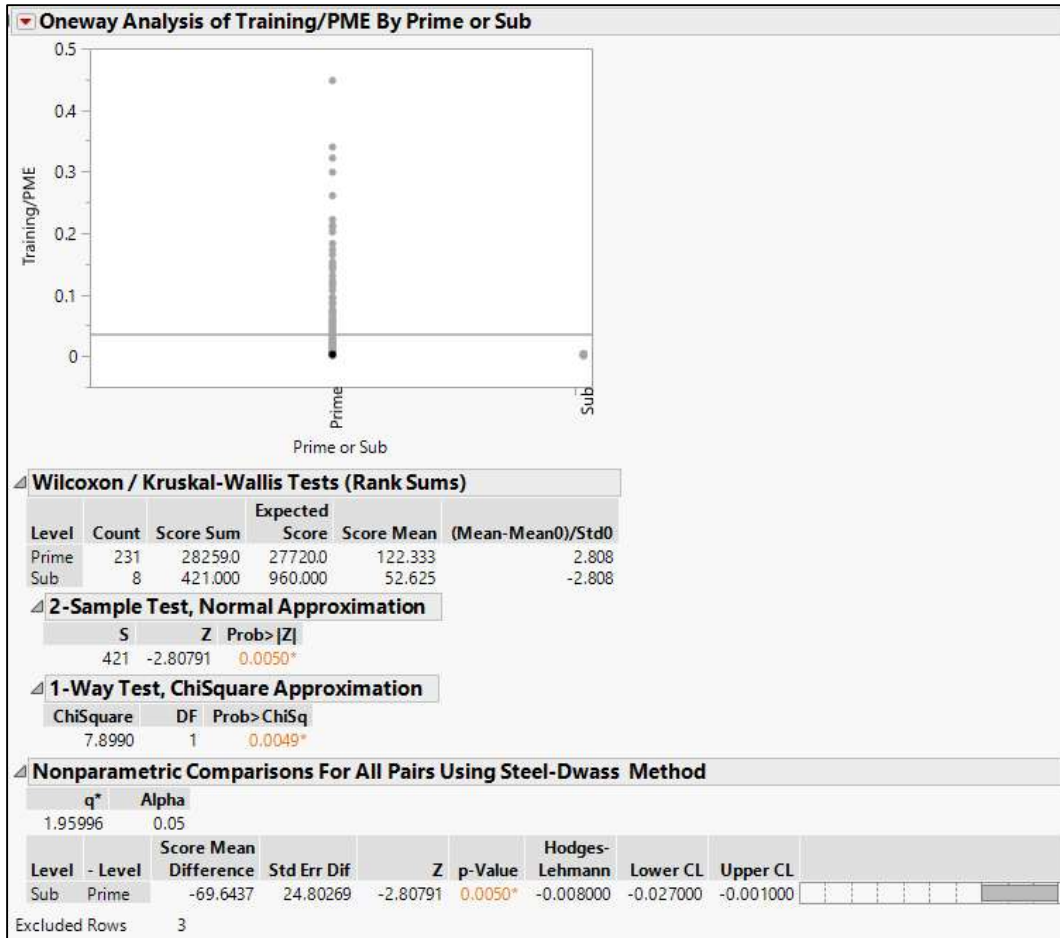 Oneway Analysis of Training/PME By Prime or Sub
0.5
0.4
0.3
0.2
0.1
0
Training/PME
Prime
Sub
Prime or Sub
Wilcoxon / Kruskal-Wallis Tests (Rank Sums)
Expected
Level Count Score Sum Score Score Mean (Mean-Mean0)/Std0
Prime 231 28259.0 27720.0 122.333 2.808
Sub 8 421.000 960.000 52.625 -2.808
2-Sample Test, Normal Approximation
S Z Prob>|Z|
421 -2.80791 0.0050*
1-Way Test, ChiSquare Approximation
ChiSquare DF Prob>ChiSq
7.8990 1 0.0049*
Nonparametric Comparisons For All Pairs Using Steel-Dwass Method
q* Alpha
1.95996 0.05
Score Mean Hodges-
Level - Level Difference Std Err Dif Z p-Value Lehmann Lower CL Upper CL
Sub Prime -69.6437 24.80269 -2.80791 0.0050* -0.008000 -0.027000 -0.001000
Excluded Rows 3